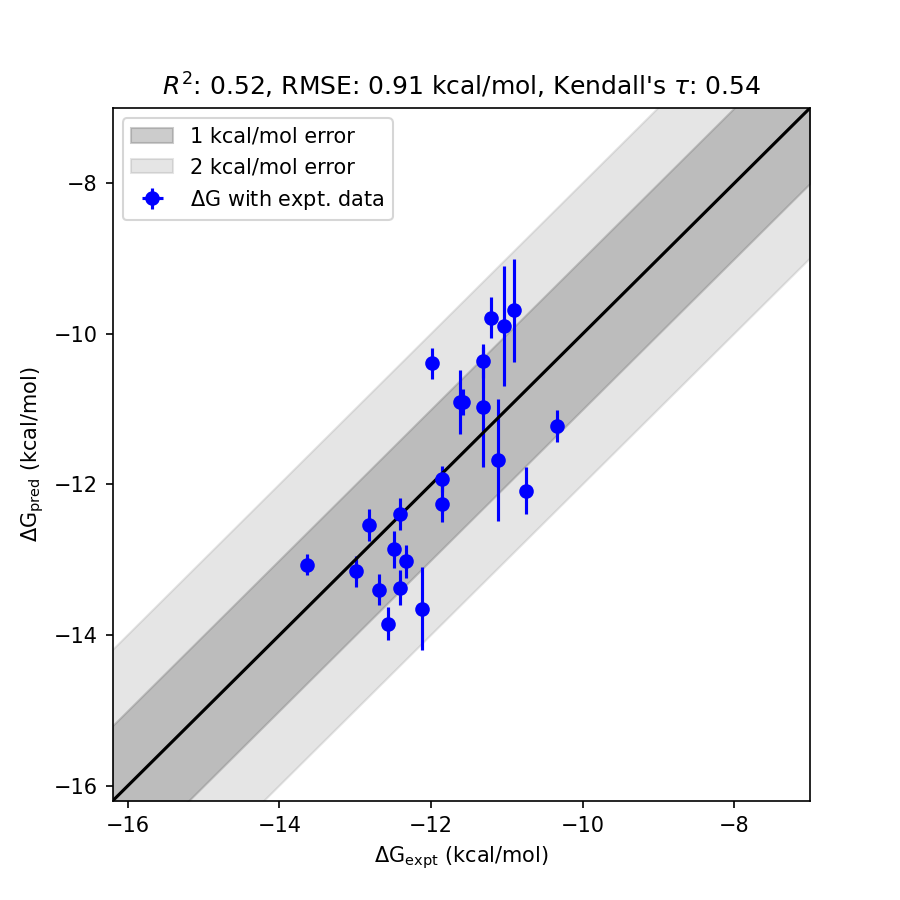 R²: 0.52, RMSE: 0.91 kcal/mol, Kendall's τ: 0.54
1 kcal/mol error
2 kcal/mol error
ΔG with expt. data
−8
−10
−12
−14
−16
ΔGpred (kcal/mol)
−16 −14 −12 −10 −8
ΔGexpt (kcal/mol)